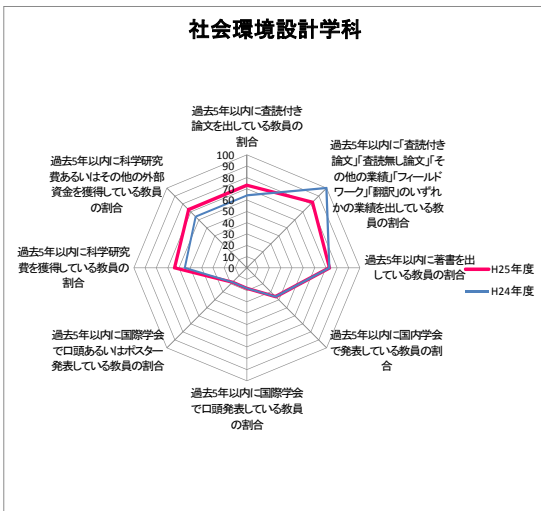 社会環境設計学科
過去5年以内に査読付き
論文を出している教員の
割合
過去5年以内に「査読付き
論文」「査読無し論文」「そ
の他の業績」「フィールド
ワーク」「翻訳」のいずれ
かの業績を出している教
員の割合
過去5年以内に著書を出
している教員の割合
過去5年以内に国内学会
で発表している教員の割
合
過去5年以内に国際学会
で口頭発表している教員
の割合
過去5年以内に国際学会
で口頭あるいはポスター
発表している教員の割合
過去5年以内に科学研究
費を獲得している教員の
割合
過去5年以内に科学研究
費あるいはその他の外部
資金を獲得している教員
の割合
100
90
80
70
60
50
40
30
20
10
0
H25年度
H24年度